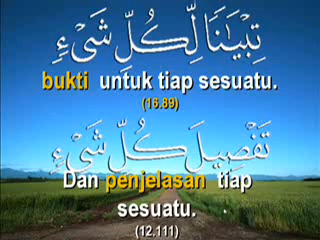 تِبْيَـٰنًا لِّكُلِّ شَيْءٍ
bukti untuk tiap sesuatu.
(16.89)
تَفْصِيلَ كُلِّ شَيْءٍ
Dan penjelasan tiap
sesuatu.
(12.111)